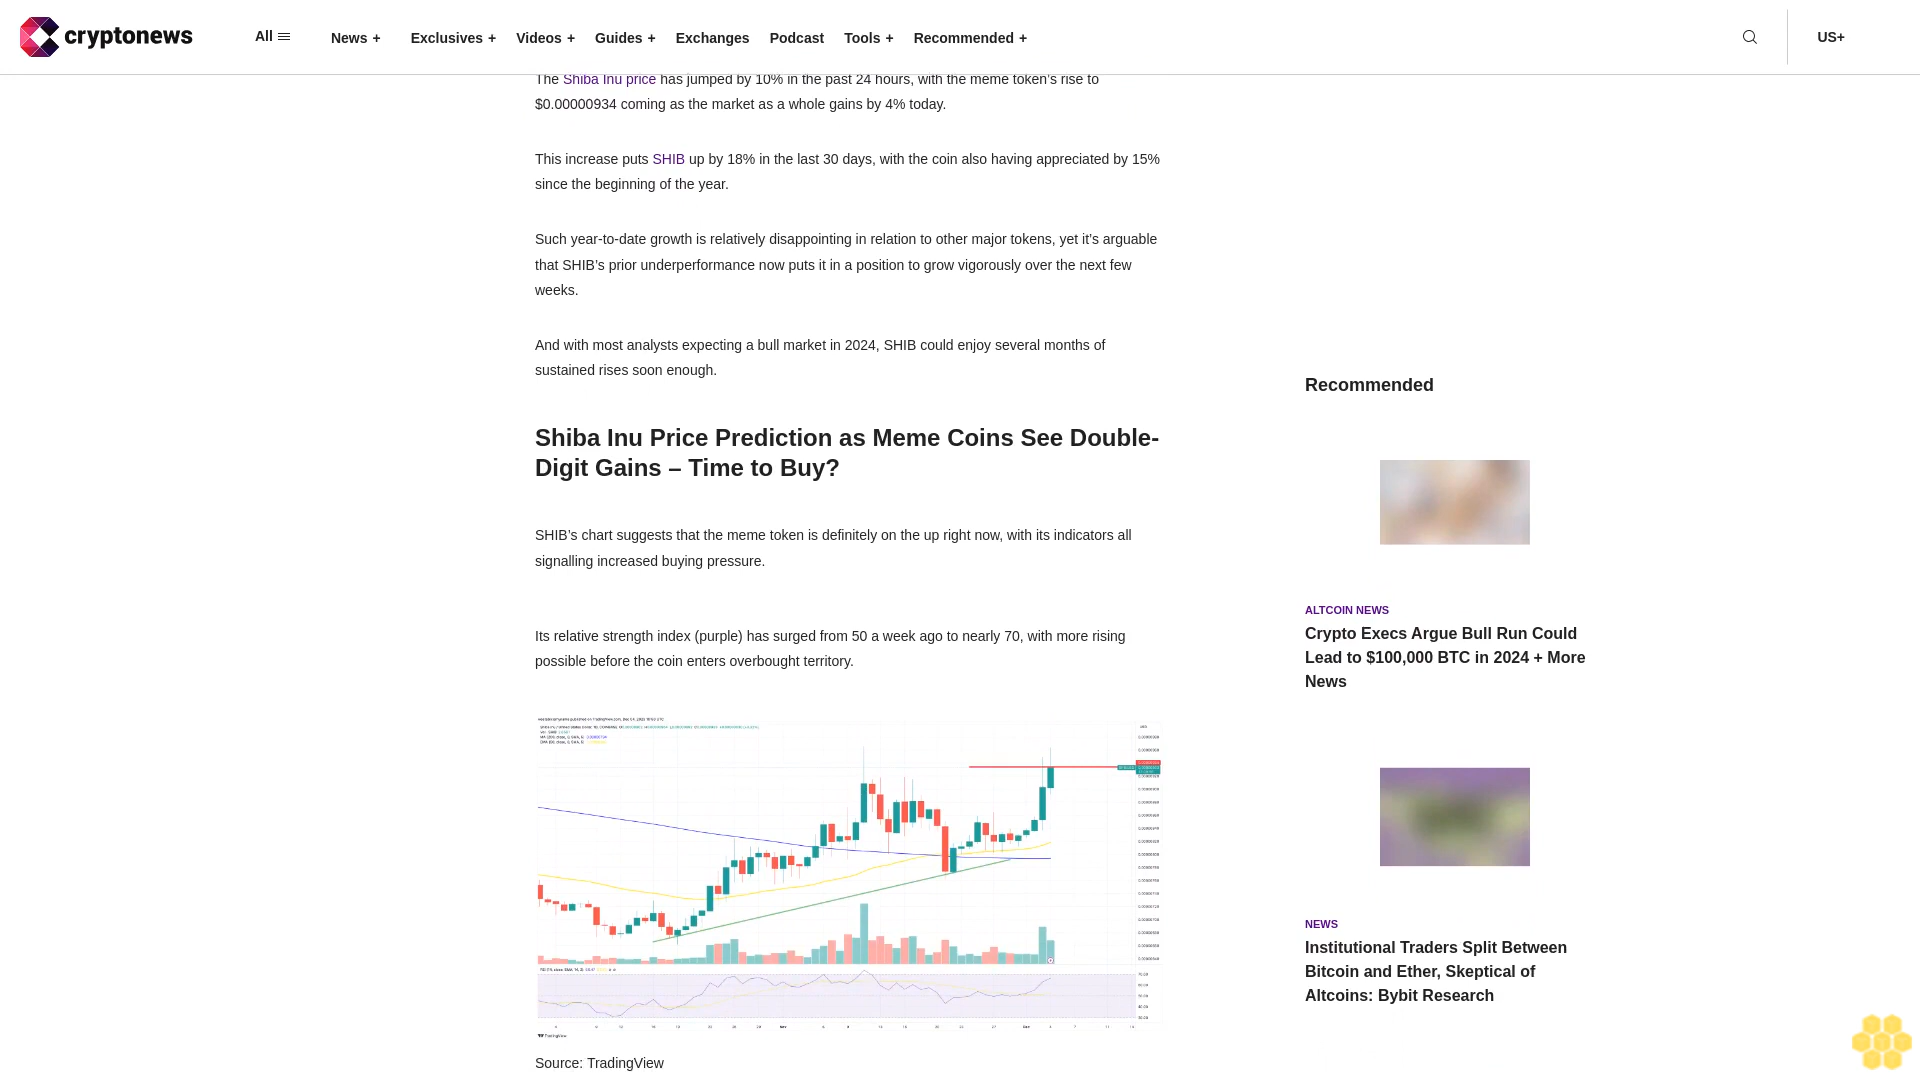 cryptonews
All
News +
Exclusives +
Videos +
Guides +
Exchanges
Podcast
Tools +
Recommended +
US+
The Shiba Inu price has jumped by 10% in the past 24 hours, with the meme token’s rise to
$0.00000934 coming as the market as a whole gains by 4% today.
This increase puts SHIB up by 18% in the last 30 days, with the coin also having appreciated by 15%
since the beginning of the year.
Such year-to-date growth is relatively disappointing in relation to other major tokens, yet it’s arguable
that SHIB’s prior underperformance now puts it in a position to grow vigorously over the next few
weeks.
And with most analysts expecting a bull market in 2024, SHIB could enjoy several months of
sustained rises soon enough.
Shiba Inu Price Prediction as Meme Coins See Double-
Digit Gains – Time to Buy?
SHIB’s chart suggests that the meme token is definitely on the up right now, with its indicators all
signalling increased buying pressure.
Its relative strength index (purple) has surged from 50 a week ago to nearly 70, with more rising
possible before the coin enters overbought territory.
TradingView
Source: TradingView
Recommended
ALTCOIN NEWS
Crypto Execs Argue Bull Run Could
Lead to $100,000 BTC in 2024 + More
News
NEWS
Institutional Traders Split Between
Bitcoin and Ether, Skeptical of
Altcoins: Bybit Research